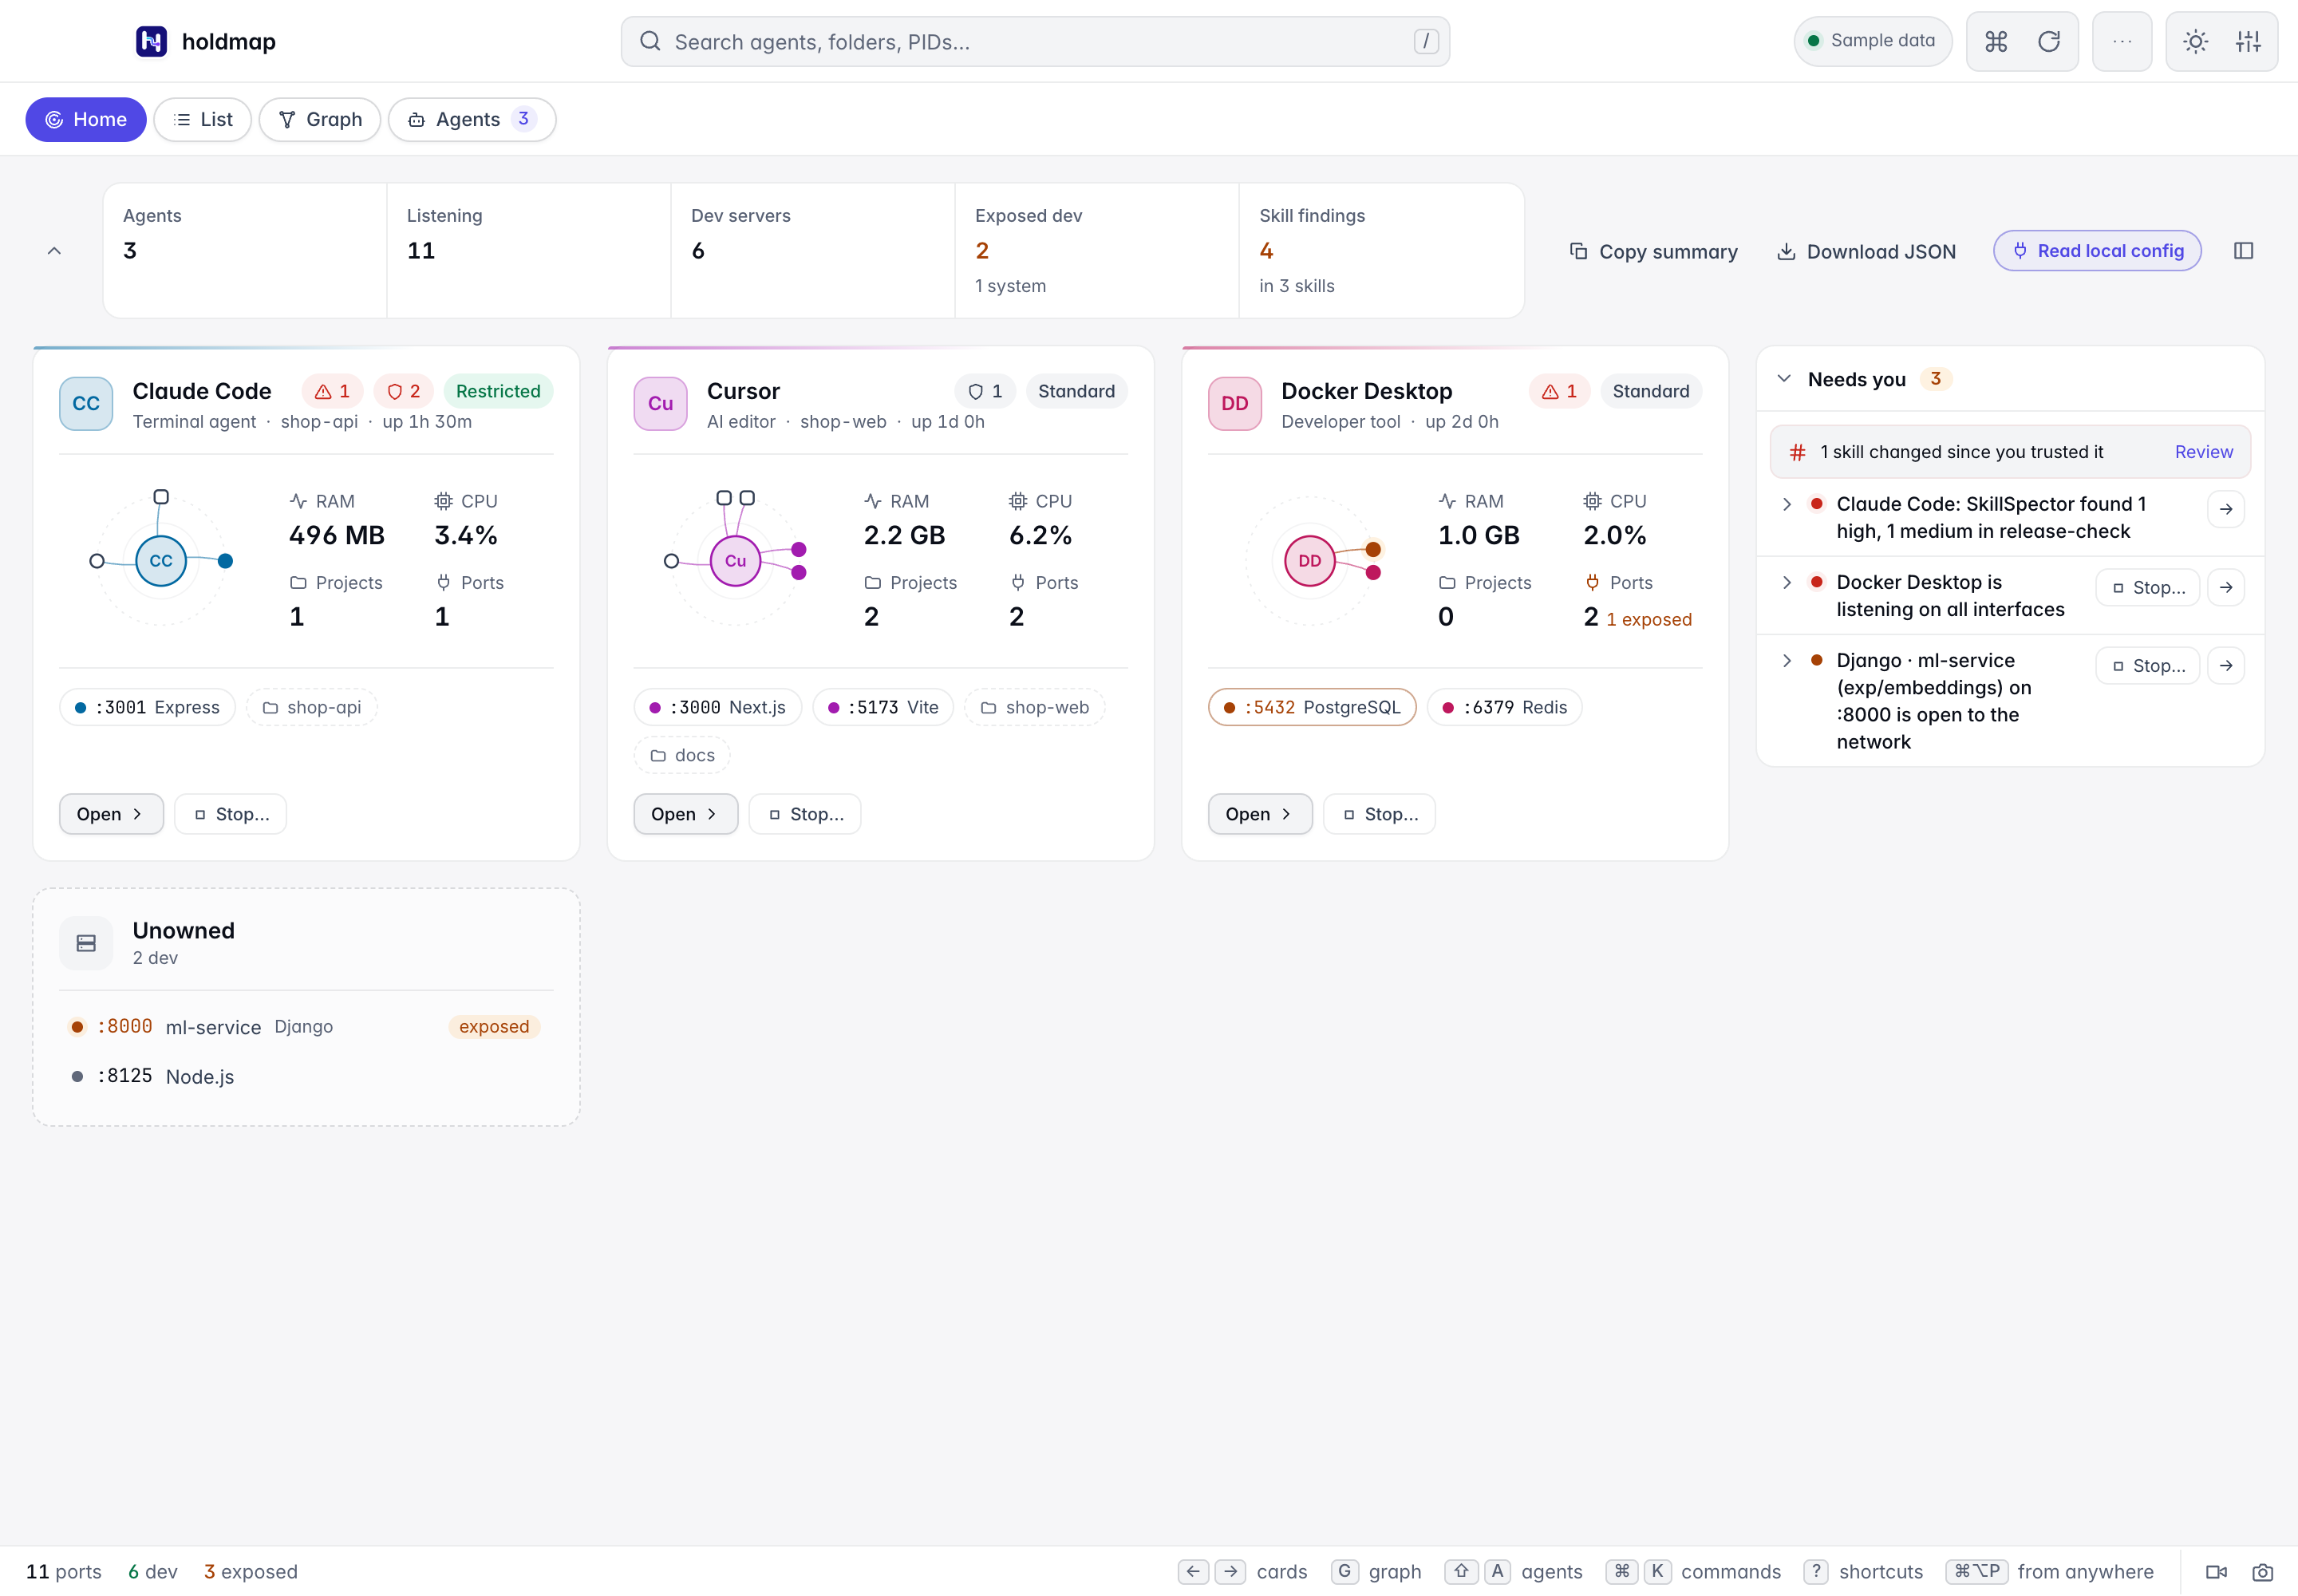 holdmap
Search agents, folders, PIDs...
/
Sample data
Home
List
Graph
Agents 3
Agents
3
Listening
11
Dev servers
6
Exposed dev
2
1 system
Skill findings
4
in 3 skills
Copy summary
Download JSON
Read local config
CC
Claude Code
1
2
Restricted
Terminal agent · shop-api · up 1h 30m
CC
RAM
496 MB
CPU
3.4%
Projects
1
Ports
1
:3001 Express
shop-api
Open
Stop...
Cu
Cursor
1
Standard
AI editor · shop-web · up 1d 0h
Cu
RAM
2.2 GB
CPU
6.2%
Projects
2
Ports
2
:3000 Next.js
:5173 Vite
shop-web
docs
Open
Stop...
DD
Docker Desktop
1
Standard
Developer tool · up 2d 0h
DD
RAM
1.0 GB
CPU
2.0%
Projects
0
Ports
2 1 exposed
:5432 PostgreSQL
:6379 Redis
Open
Stop...
Needs you 3
# 1 skill changed since you trusted it
Review
Claude Code: SkillSpector found 1
high, 1 medium in release-check
Docker Desktop is
listening on all interfaces
Stop...
Django · ml-service
(exp/embeddings) on
:8000 is open to the
network
Stop...
Unowned
2 dev
:8000 ml-service Django
exposed
:8125 Node.js
11 ports
6 dev
3 exposed
← → cards
G graph
⇧ A agents
⌘ K commands
? shortcuts
⌘⌥P from anywhere